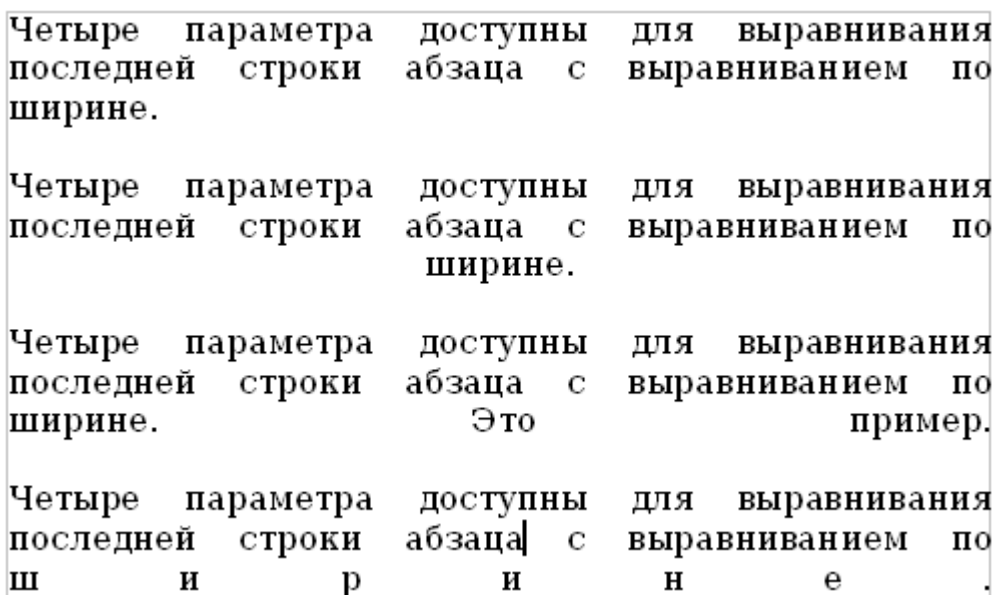 Четыре параметра доступны для выравнивания
последней строки абзаца с выравниванием по
ширине.
Четыре параметра доступны для выравнивания
последней строки абзаца с выравниванием по
ширине.
Четыре параметра доступны для выравнивания
последней строки абзаца с выравниванием по
ширине. Это пример.
Четыре параметра доступны для выравнивания
последней строки абзаца с выравниванием по
ш и р и н е .